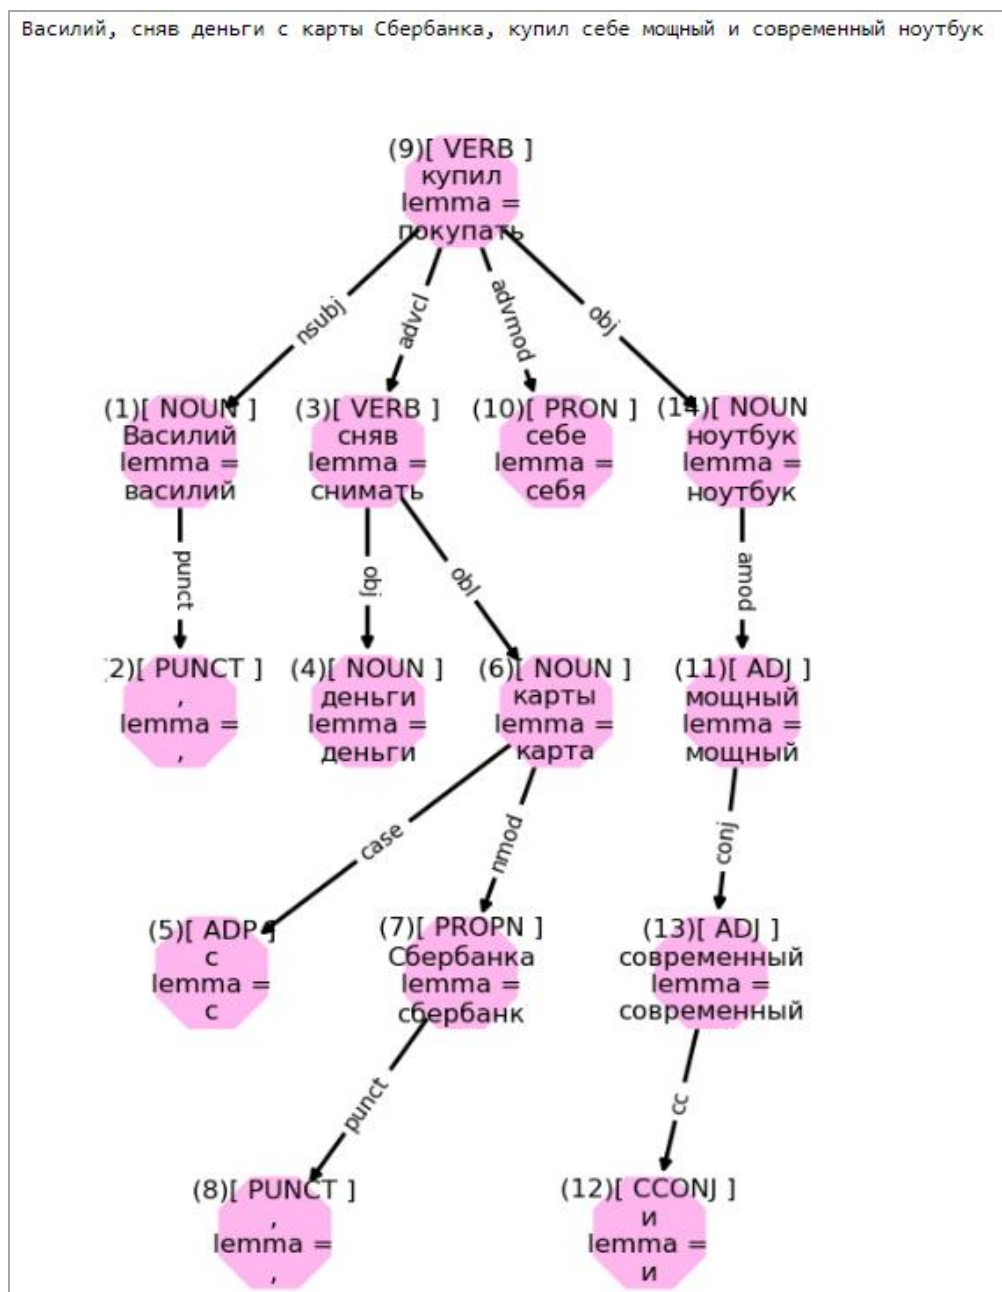 Василий, сняв деньги с карты Сбербанка, купил себе мощный и современный ноутбук
(9)[ VERB ]
купил
lemma =
покупать
nsubj
advcl
advmod
obj
(1)[ NOUN ]
Василий
lemma =
василий
(3)[ VERB ]
сняв
lemma =
снимать
(10)[ PRON ]
себе
lemma =
себя
(14)[ NOUN
ноутбук
lemma =
ноутбук
punct
obj
obl
amod
2)[ PUNCT ]
,
lemma =
,
(4)[ NOUN ]
деньги
lemma =
деньги
(6)[ NOUN ]
карты
lemma =
карта
(11)[ ADJ ]
мощный
lemma =
мощный
case
nmod
conj
(5)[ ADP ]
с
lemma =
с
(7)[ PROPN ]
Сбербанка
lemma =
сбербанк
(13)[ ADJ ]
современный
lemma =
современный
punct
cc
(8)[ PUNCT ]
,
lemma =
,
(12)[ CCONJ ]
и
lemma =
и